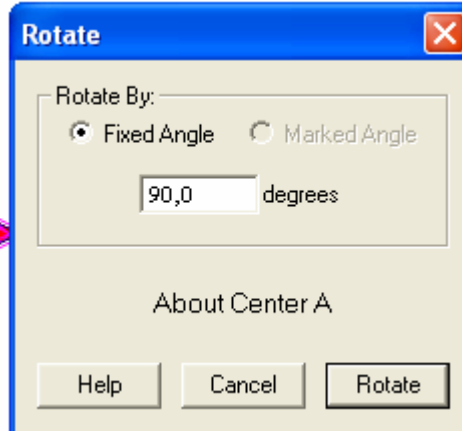 Rotate
Rotate By:
Fixed Angle Marked Angle
90,0 degrees
About Center A
Help Cancel Rotate